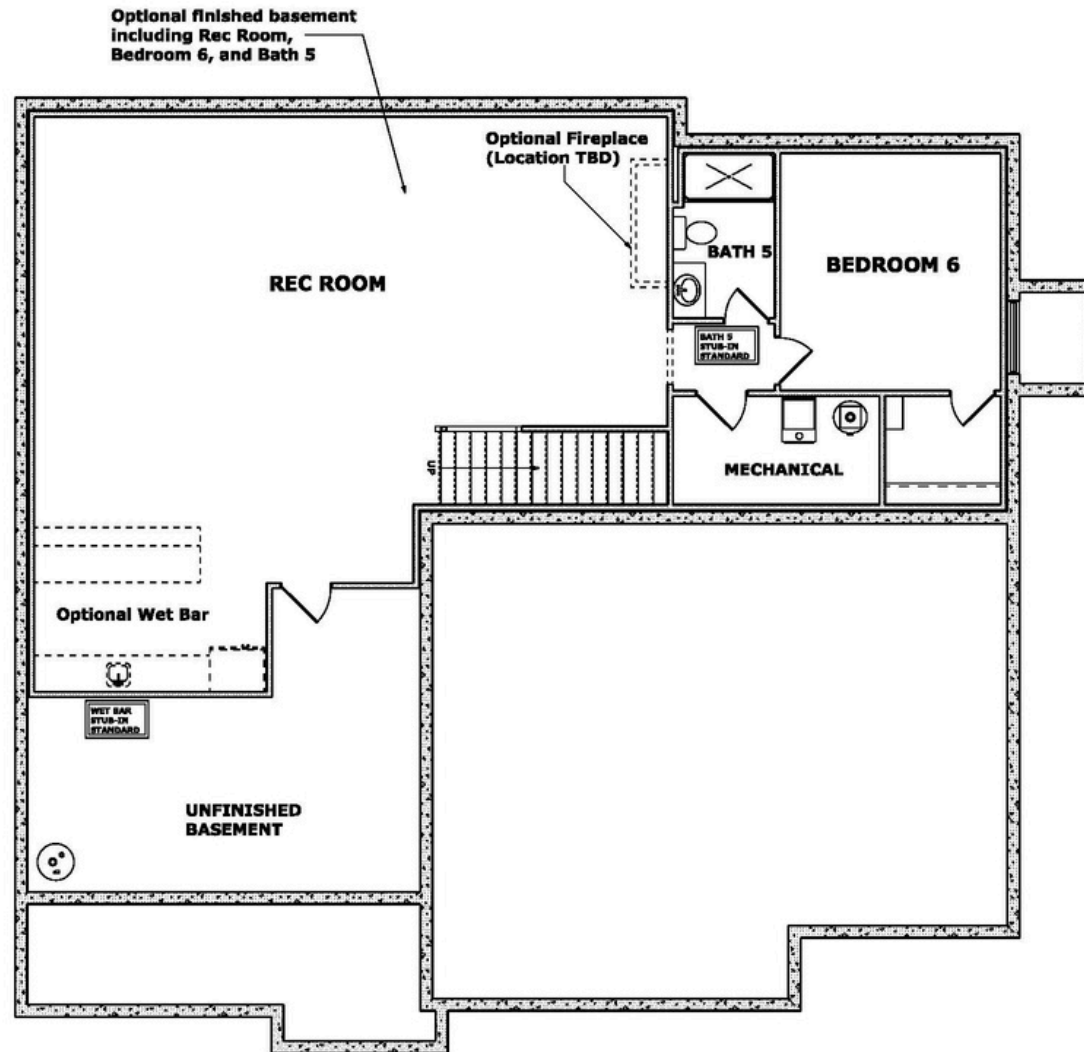 Optional finished basement
including Rec Room,
Bedroom 6, and Bath 5
Optional Fireplace
(Location TBD)
REC ROOM
BATH 5
BEDROOM 6
BATH 5
STUB-IN
STANDARD
UP
MECHANICAL
Optional Wet Bar
WET BAR
STUB-IN
STANDARD
UNFINISHED
BASEMENT